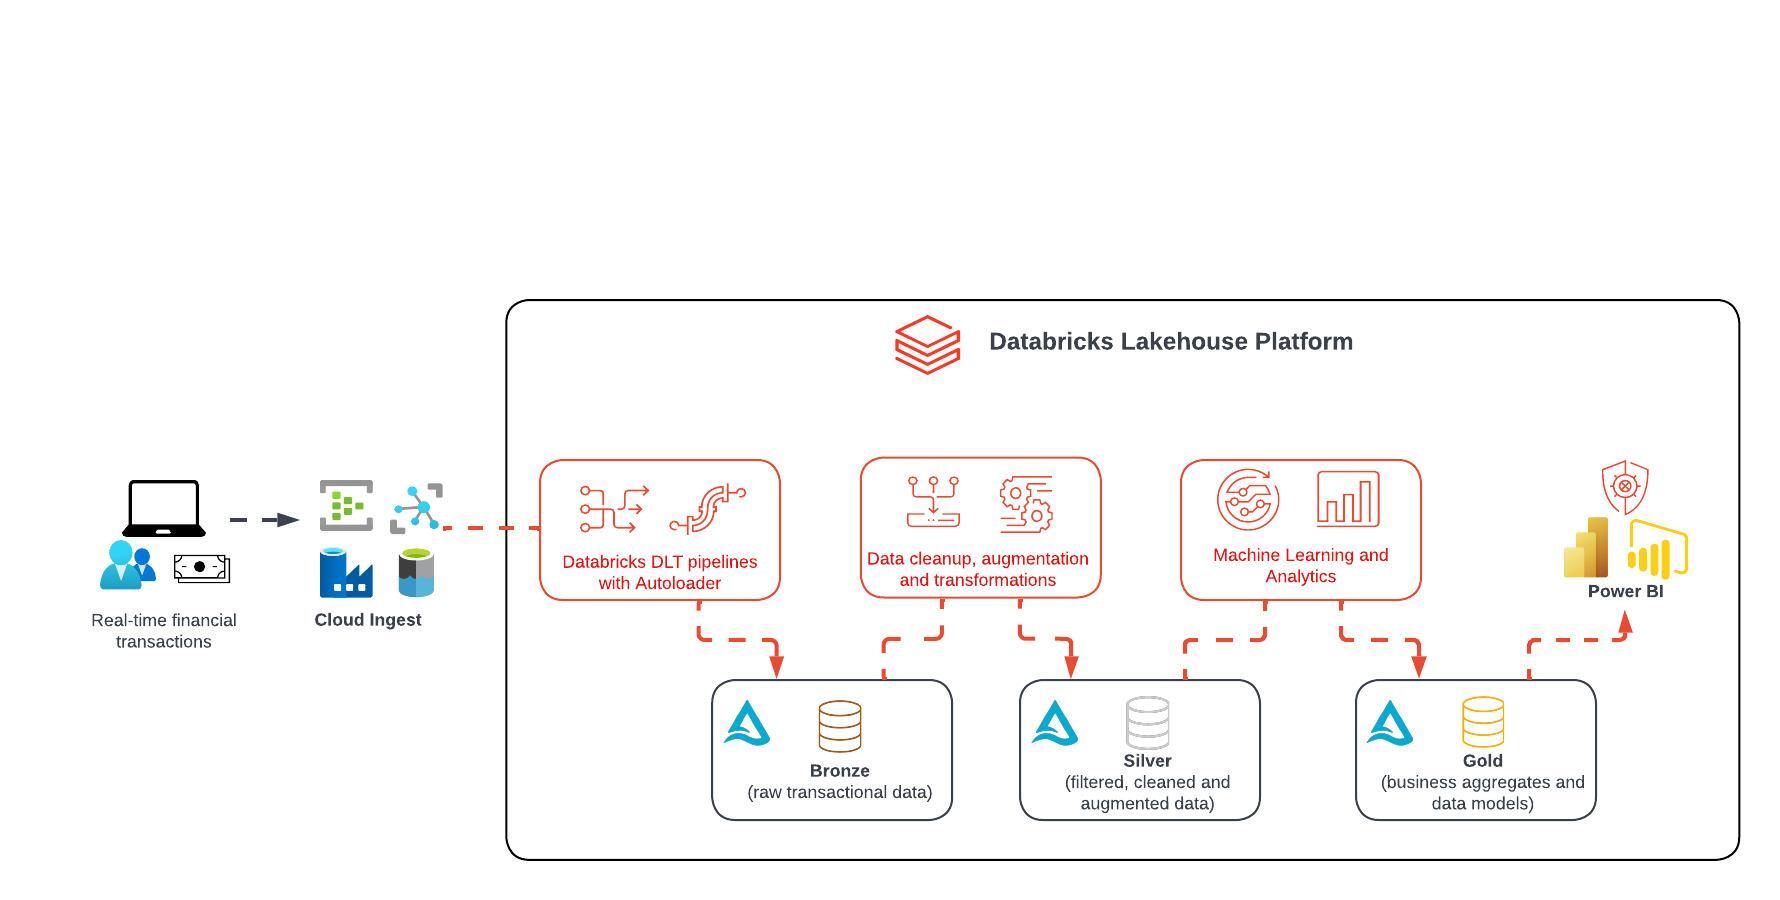 Databricks Lakehouse Platform
Real-time financial
transactions
Cloud Ingest
Databricks DLT pipelines
with Autoloader
Data cleanup, augmentation
and transformations
Machine Learning and
Analytics
Power BI
Bronze
(raw transactional data)
Silver
(filtered, cleaned and
augmented data)
Gold
(business aggregates and
data models)